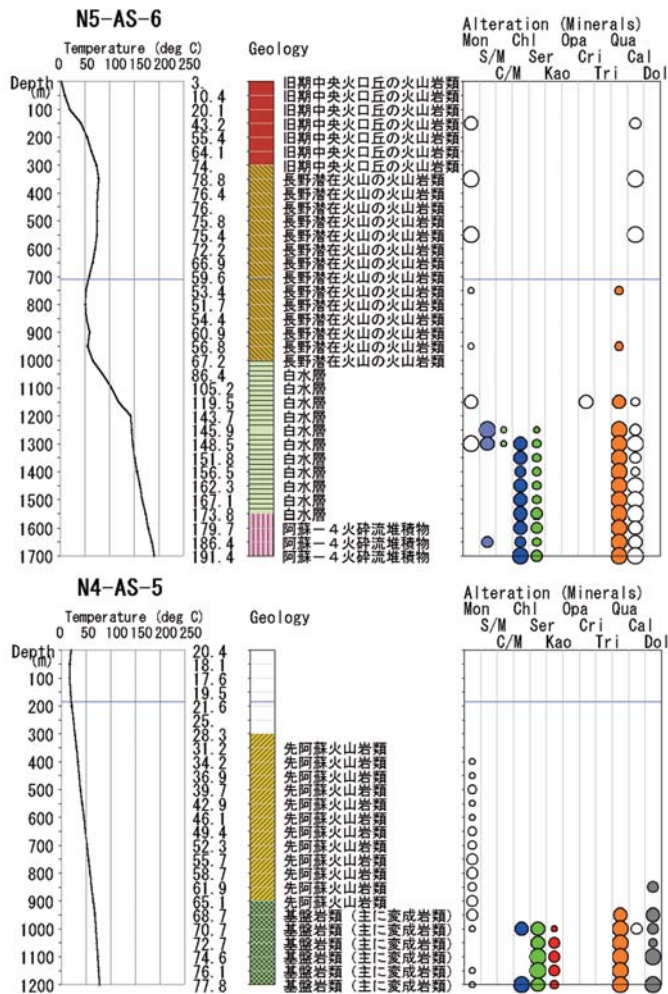 N5-AS-6
Temperature (deg C)
0 50 100 150 200 250
Geology
Alteration (Minerals)
Mon Chl Opa Qua
S/M Ser Cri Cal
C/M Kao Tri Dol
Depth (m)
0 3. 旧期中央火口丘の火山岩類
10.4 旧期中央火口丘の火山岩類
100 20.1 旧期中央火口丘の火山岩類
43.2 旧期中央火口丘の火山岩類
200 55.4 旧期中央火口丘の火山岩類
64.1 旧期中央火口丘の火山岩類
300 74. 旧期中央火口丘の火山岩類
78.8 長野潜在火山の火山岩類
400 76.4 長野潜在火山の火山岩類
76. 長野潜在火山の火山岩類
500 75.8 長野潜在火山の火山岩類
75.4 長野潜在火山の火山岩類
600 72.2 長野潜在火山の火山岩類
66.9 長野潜在火山の火山岩類
700 59.6 長野潜在火山の火山岩類
53.4 長野潜在火山の火山岩類
800 51.7 長野潜在火山の火山岩類
54.4 長野潜在火山の火山岩類
900 60.9 長野潜在火山の火山岩類
56.8 長野潜在火山の火山岩類
1000 67.2 長野潜在火山の火山岩類
86.4 白水層
1100 105.2 白水層
119.5 白水層
1200 143.7 白水層
145.9 白水層
1300 148.5 白水層
151.8 白水層
1400 156.5 白水層
162.3 白水層
1500 167.1 白水層
173.8 白水層
1600 179.7 阿蘇－4火砕流堆積物
186.4 阿蘇－4火砕流堆積物
1700 191.4 阿蘇－4火砕流堆積物
N4-AS-5
Temperature (deg C)
0 50 100 150 200 250
Geology
Alteration (Minerals)
Mon Chl Opa Qua
S/M Ser Cri Cal
C/M Kao Tri Dol
Depth (m)
0 20.4
18.1
100 17.6
19.5
200 21.6
25.
300 28.3
31.2 先阿蘇火山岩類
400 34.2 先阿蘇火山岩類
36.9 先阿蘇火山岩類
500 39.7 先阿蘇火山岩類
42.9 先阿蘇火山岩類
600 46.1 先阿蘇火山岩類
49.4 先阿蘇火山岩類
700 52.3 先阿蘇火山岩類
55.7 先阿蘇火山岩類
800 58.7 先阿蘇火山岩類
61.9 先阿蘇火山岩類
900 65.1 先阿蘇火山岩類
68.7 基盤岩類（主に変成岩類）
1000 70.7 基盤岩類（主に変成岩類）
72.7 基盤岩類（主に変成岩類）
1100 74.6 基盤岩類（主に変成岩類）
76.1 基盤岩類（主に変成岩類）
1200 77.8 基盤岩類（主に変成岩類）